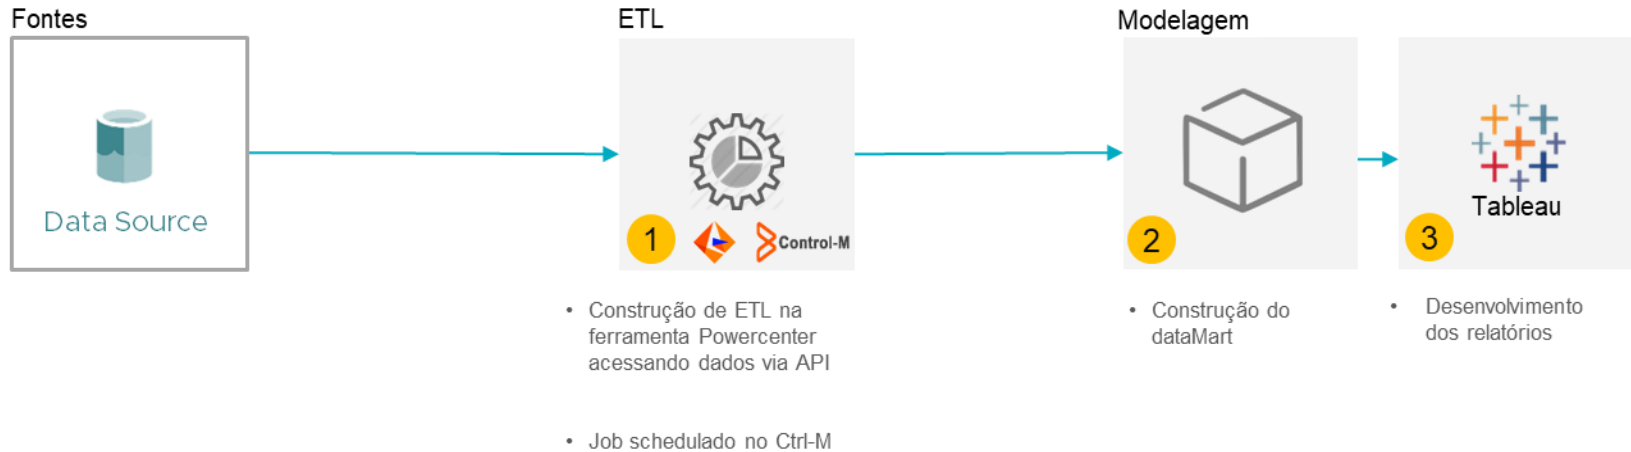 Fontes
ETL
Modelagem
Data Source
1
Control-M
2
Tableau
3
• Construção de ETL na
ferramenta Powercenter
acessando dados via API
• Job schedulado no Ctrl-M
• Construção do
dataMart
• Desenvolvimento
dos relatórios